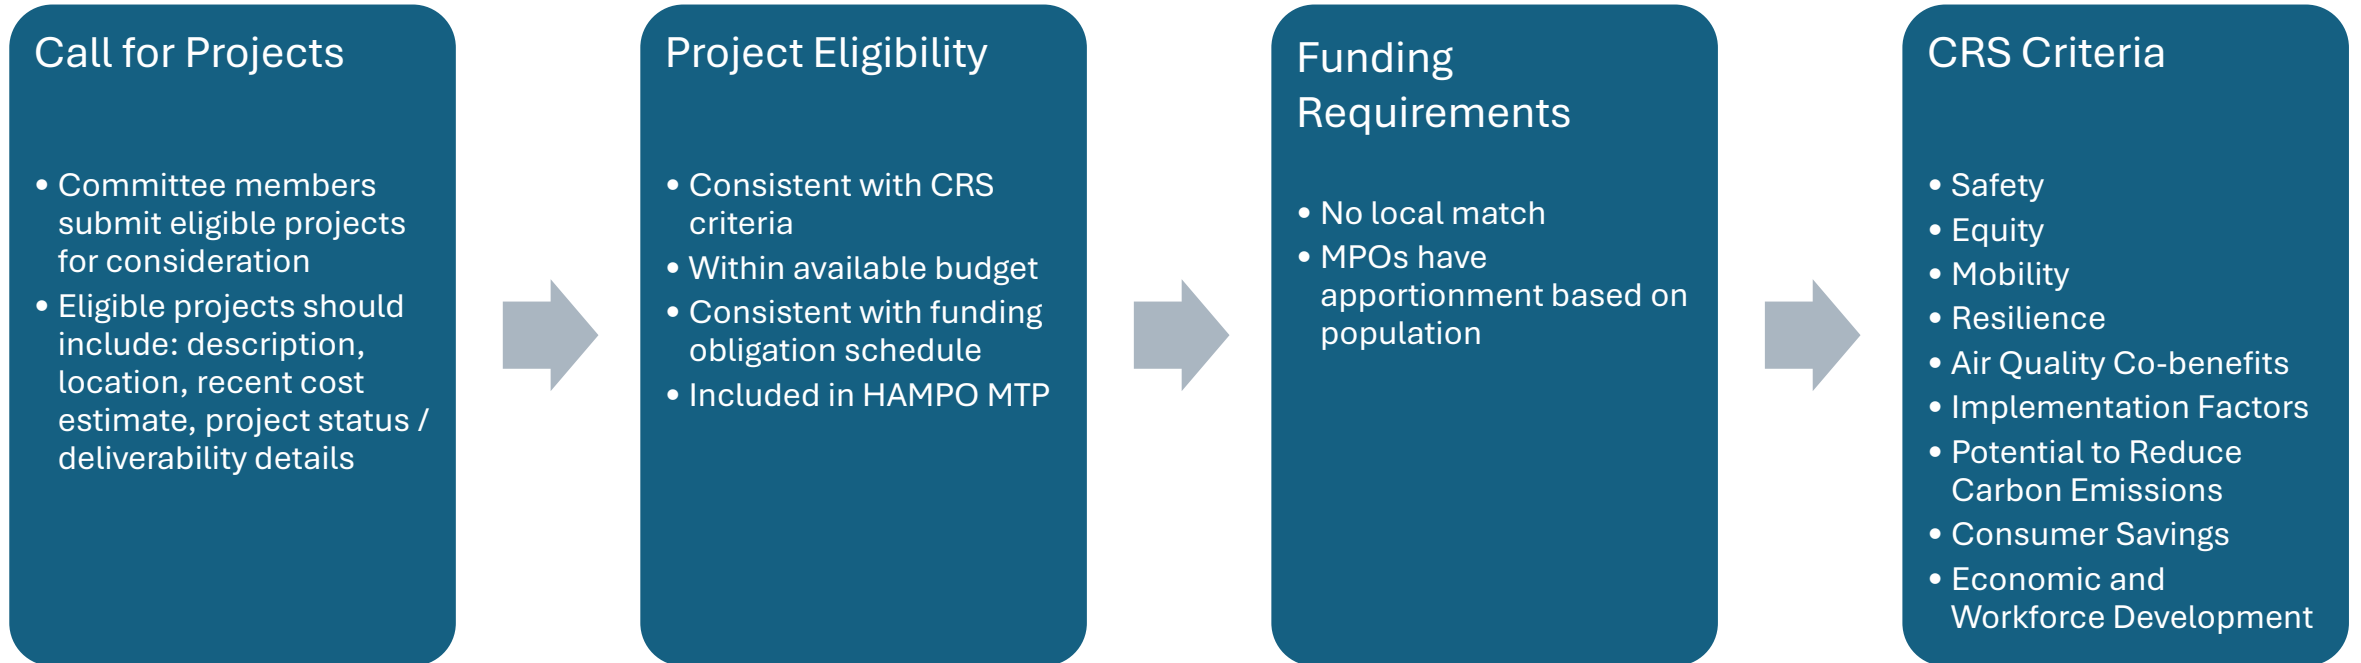 Call for Projects
• Committee members
submit eligible projects
for consideration
• Eligible projects should
include: description,
location, recent cost
estimate, project status /
deliverability details
Project Eligibility
• Consistent with CRS
criteria
• Within available budget
• Consistent with funding
obligation schedule
• Included in HAMPO MTP
Funding
Requirements
• No local match
• MPOs have
apportionment based on
population
CRS Criteria
• Safety
• Equity
• Mobility
• Resilience
• Air Quality Co-benefits
• Implementation Factors
• Potential to Reduce
Carbon Emissions
• Consumer Savings
• Economic and
Workforce Development